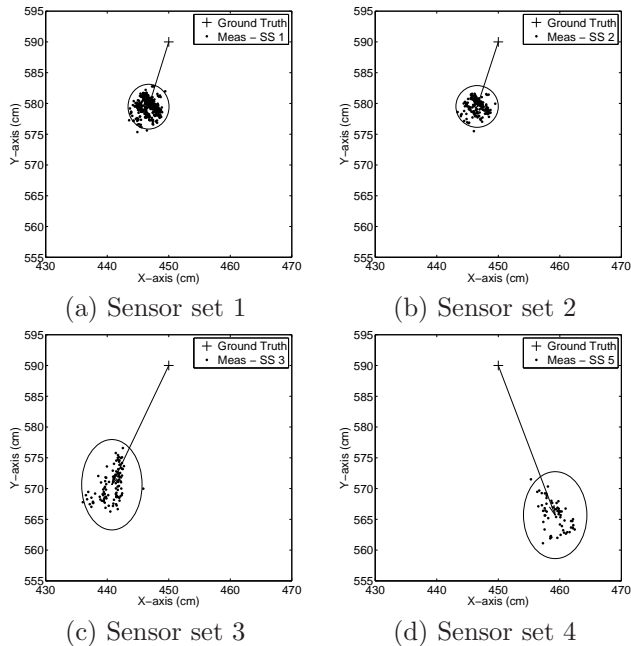 595
590
585
580
575
570
565
560
555
430
440
450
460
470
Y-axis (cm)
X-axis (cm)
Ground Truth
Meas - SS 1
(a) Sensor set 1
595
590
585
580
575
570
565
560
555
430
440
450
460
470
Y-axis (cm)
X-axis (cm)
Ground Truth
Meas - SS 2
(b) Sensor set 2
595
590
585
580
575
570
565
560
555
430
440
450
460
470
Y-axis (cm)
X-axis (cm)
Ground Truth
Meas - SS 3
(c) Sensor set 3
595
590
585
580
575
570
565
560
555
430
440
450
460
470
Y-axis (cm)
X-axis (cm)
Ground Truth
Meas - SS 5
(d) Sensor set 4